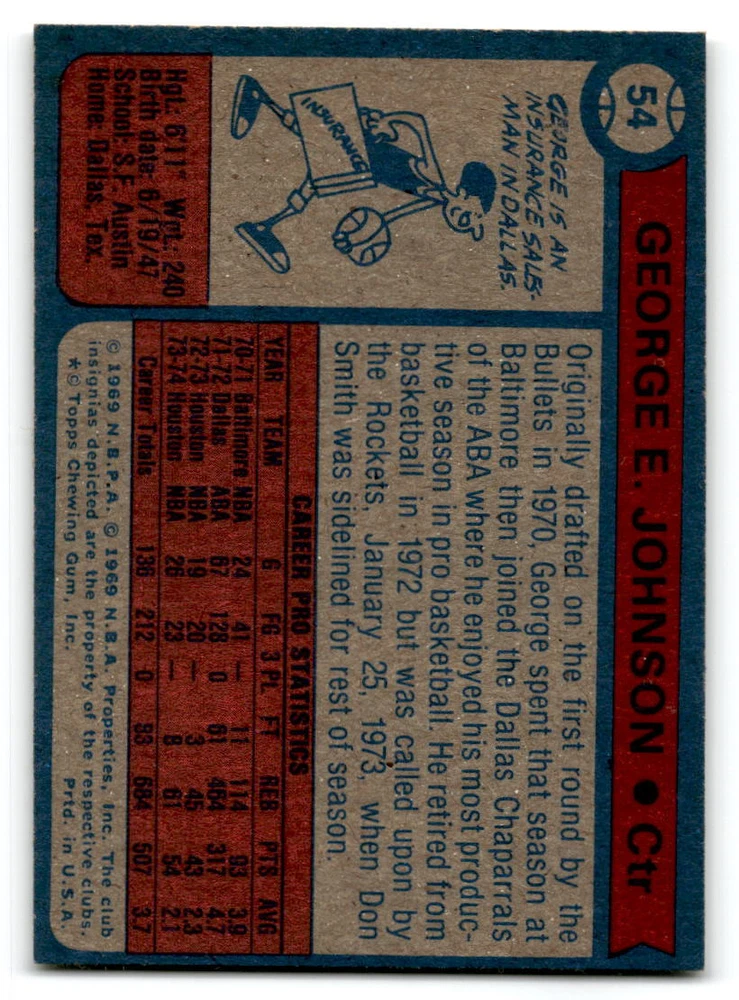 54
GEORGE E. JOHNSON • Ctr
GEORGE IS AN
INSURANCE SALES-
MAN IN DALLAS.
INSURANCE
Hgt. 6'11" Wgt. 240
Birth date: 6/19/47
School: S.F. Austin
Home: Dallas, Tex.
Originally drafted on the first round by the
Bullets in 1970, George spent that season at
Baltimore then joined the Dallas Chaparrals
of the ABA where he enjoyed his most produc-
tive season in pro basketball. He retired from
basketball in 1972 but was called upon by
the Rockets, January 25, 1973, when Don
Smith was sidelined for rest of season.
CAREER PRO STATISTICS
YEAR TEAM G FG 3 PL FT REB PTS AVG
70-71 Baltimore NBA 24 41 — 11 114 93 3.9
71-72 Dallas ABA 67 128 0 61 464 317 4.7
72-73 Houston NBA 19 20 — 3 45 43 2.3
73-74 Houston NBA 26 23 — 8 61 54 2.1
Career Totals 136 212 0 83 684 507 3.7
© 1969 N.B.P.A. © 1969 N.B.A. Properties, Inc. The club
insignias depicted are the property of the respective clubs.
*© Topps Chewing Gum, Inc. Prtd. in U.S.A.